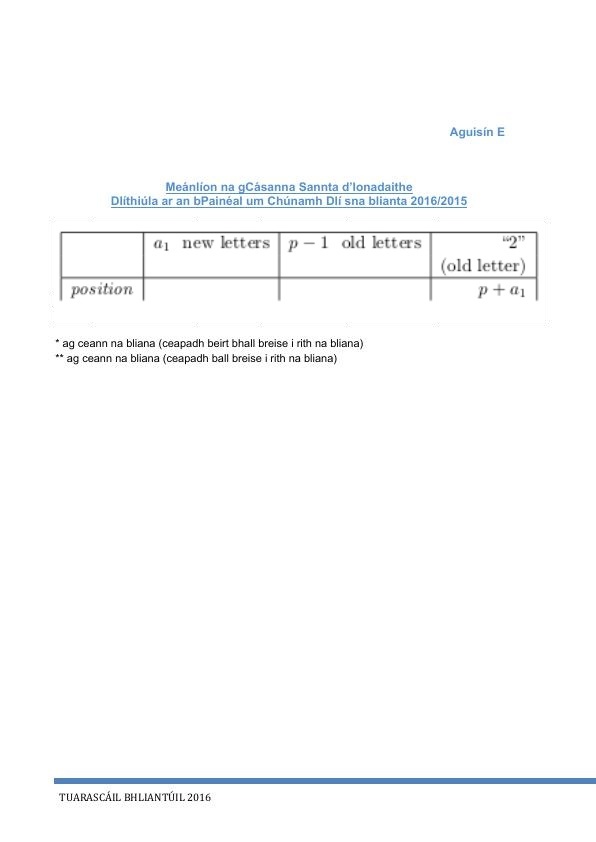 Aguisín E
Meánlíon na gCásanna Sannta d'Ionadaithe
Dlíthiúla ar an bPainéal um Chúnamh Dlí sna blianta 2016/2015
a₁ new letters p − 1 old letters “2”
(old letter)
position p + a₁
* ag ceann na bliana (ceapadh beirt bhall breise i rith na bliana)
** ag ceann na bliana (ceapadh ball breise i rith na bliana)
TUARASCÁIL BHLIANTÚIL 2016